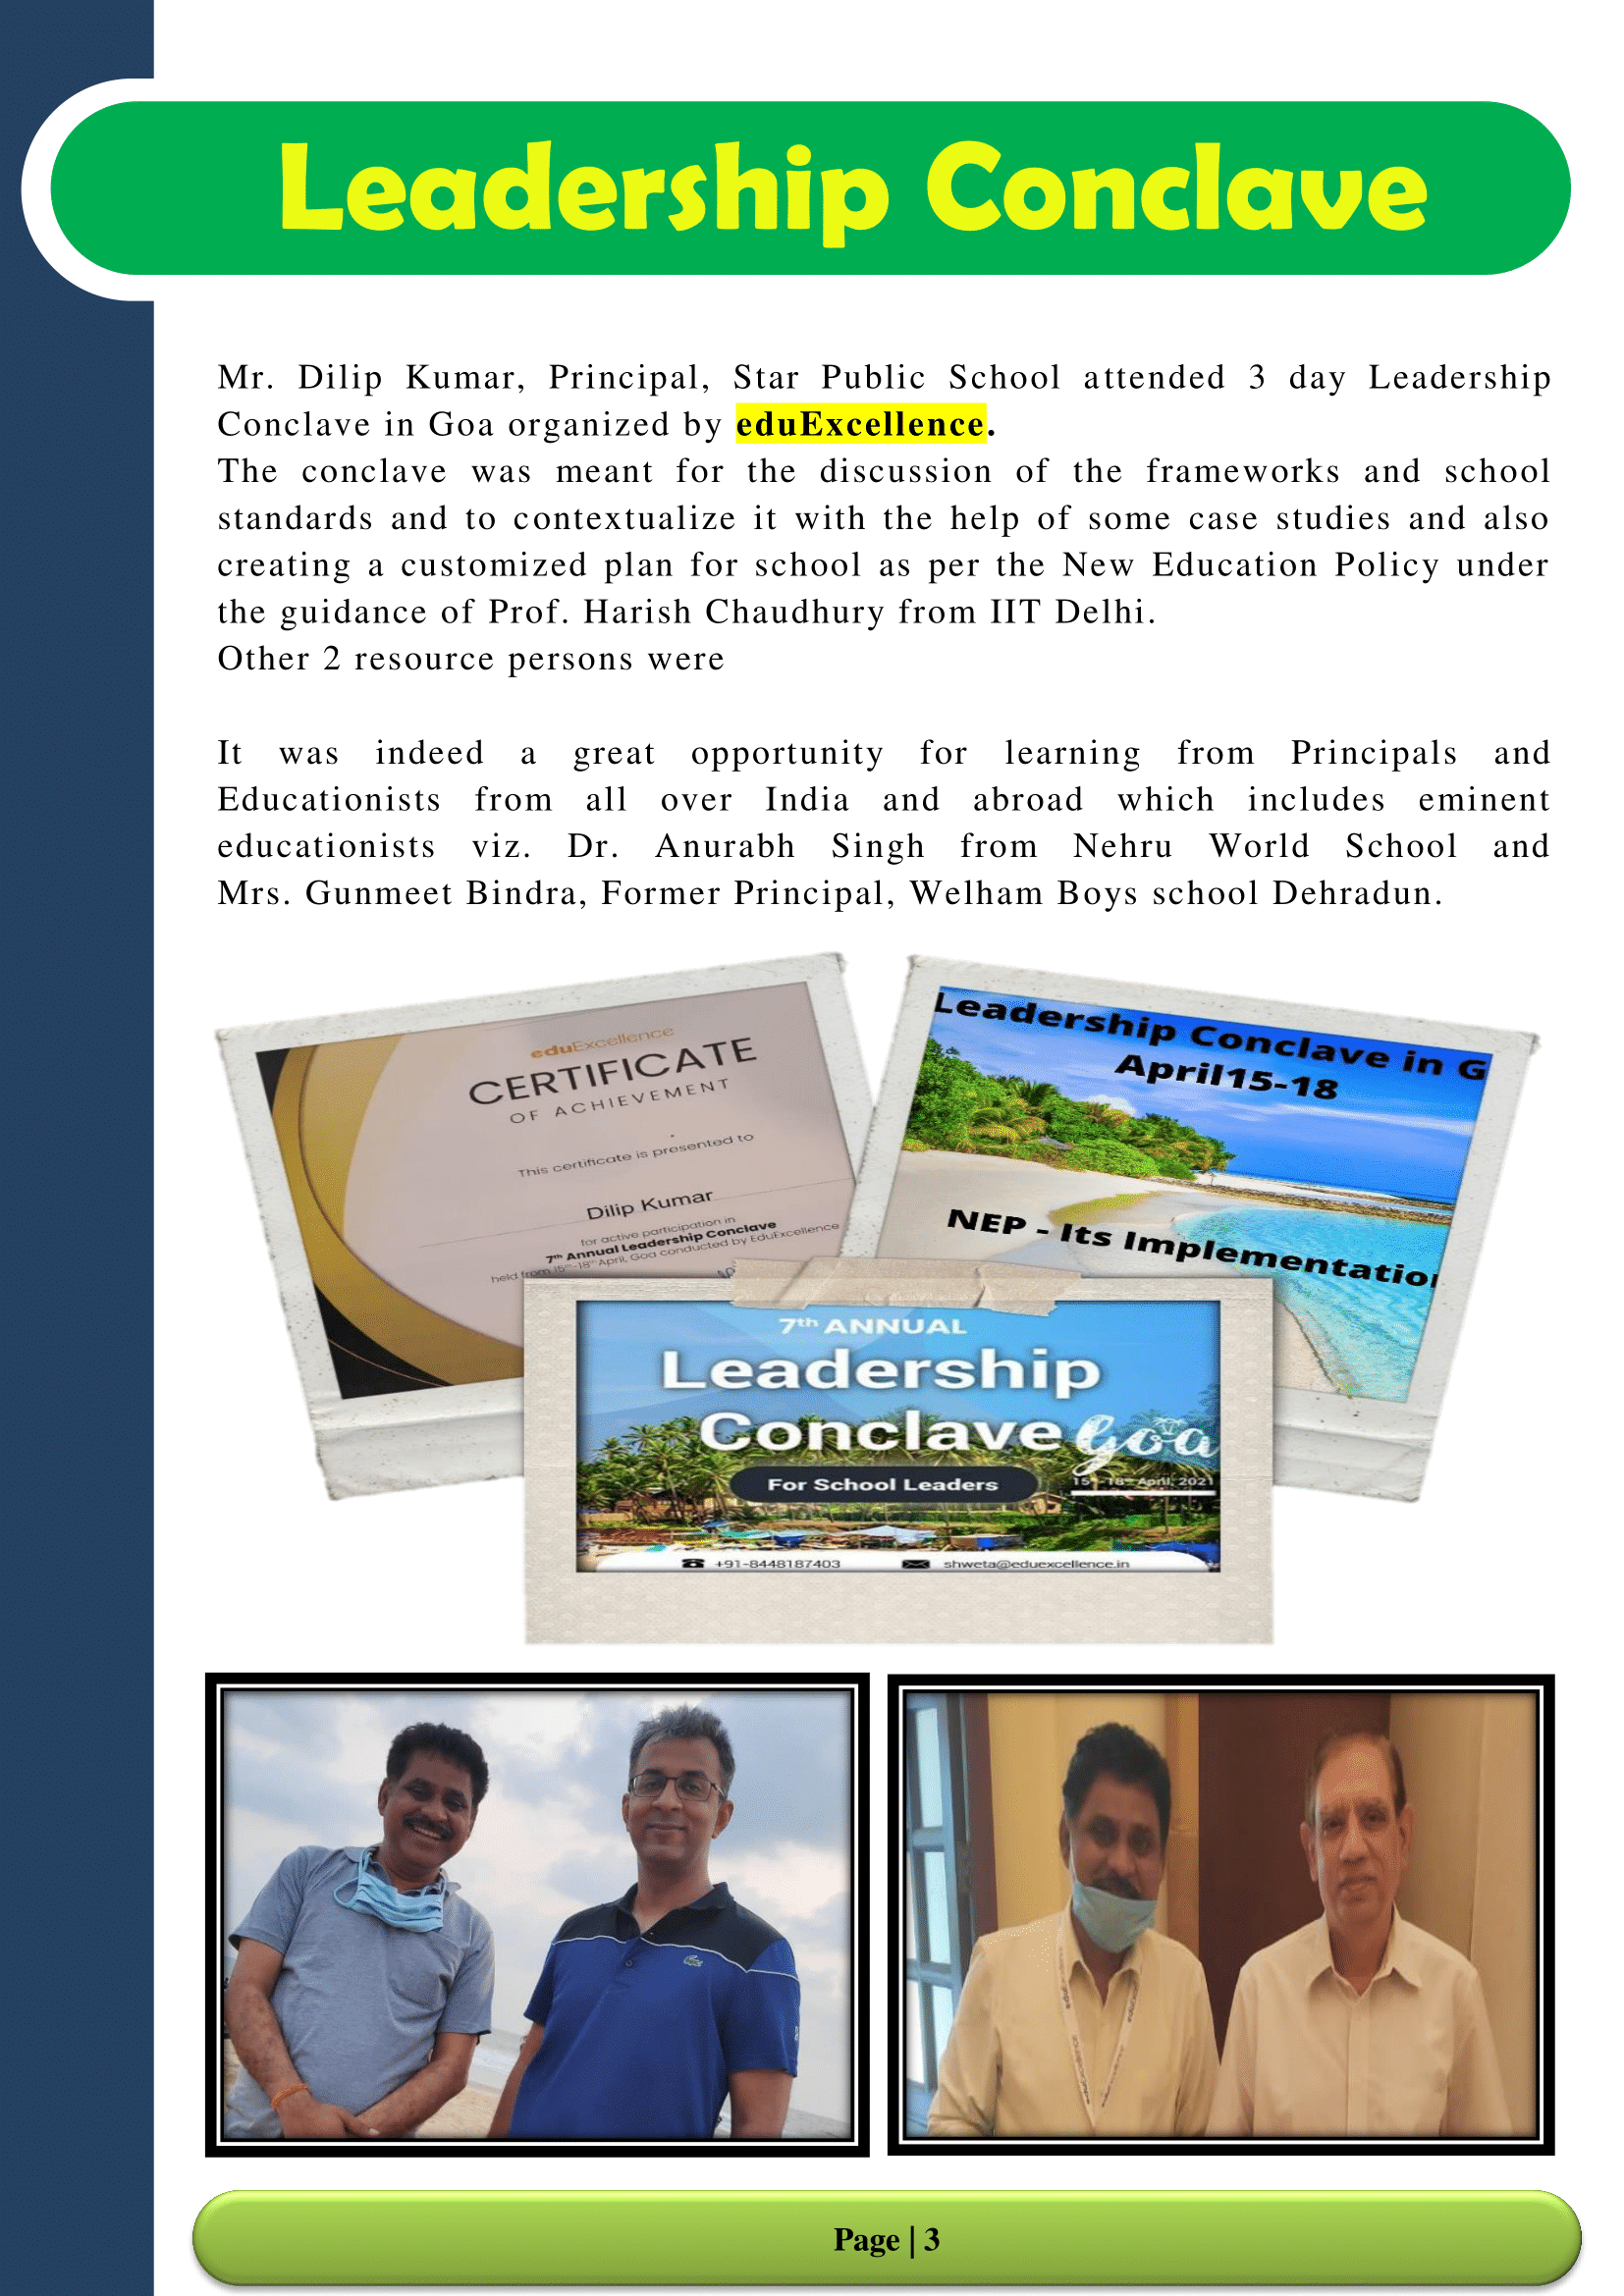 Leadership Conclave
Mr. Dilip Kumar, Principal, Star Public School attended 3 day Leadership
Conclave in Goa organized by eduExcellence.
The conclave was meant for the discussion of the frameworks and school
standards and to contextualize it with the help of some case studies and also
creating a customized plan for school as per the New Education Policy under
the guidance of Prof. Harish Chaudhury from IIT Delhi.
Other 2 resource persons were
It was indeed a great opportunity for learning from Principals and
Educationists from all over India and abroad which includes eminent
educationists viz. Dr. Anurabh Singh from Nehru World School and
Mrs. Gunmeet Bindra, Former Principal, Welham Boys school Dehradun.
eduExcellence
CERTIFICATE
OF ACHIEVEMENT
This certificate is presented to
Dilip Kumar
for active participation in
7th Annual Leadership Conclave
held from 15th-18th April, Goa conducted by EduExcellence
Leadership Conclave in G
April15-18
NEP - Its Implementation
7th ANNUAL
Leadership
Conclave Goa
For School Leaders
15th-18th April, 2021
+91-8448187403
shweta@eduexcellence.in
Page | 3